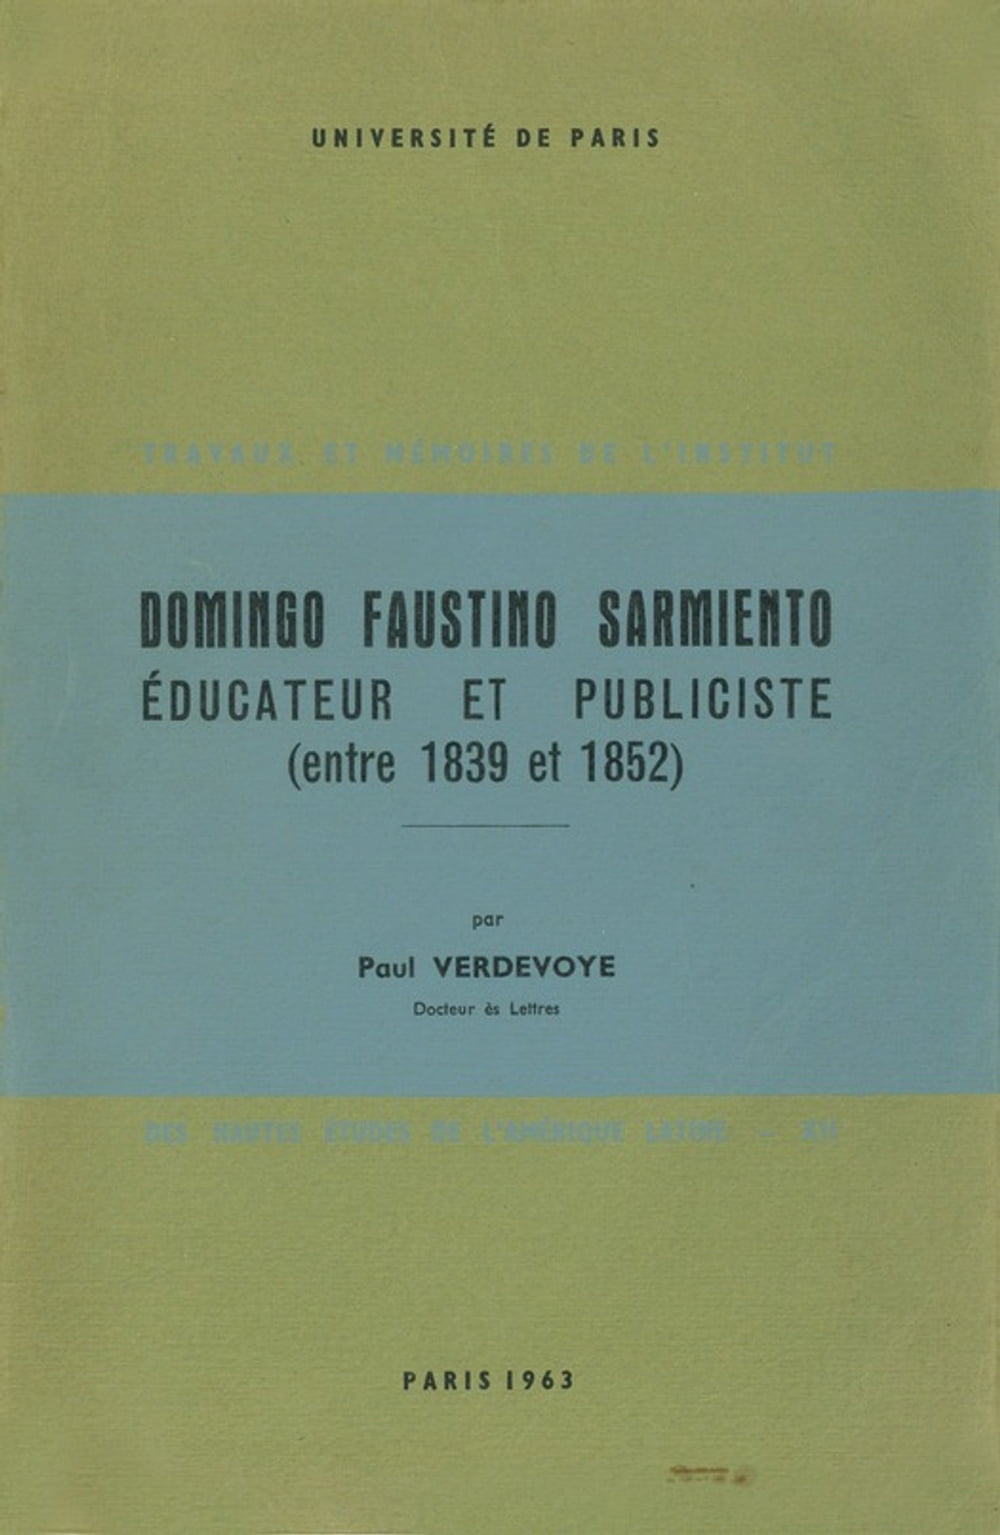 UNIVERSITÉ DE PARIS
TRAVAUX ET MÉMOIRES DE L'INSTITUT
DOMINGO FAUSTINO SARMIENTO
ÉDUCATEUR ET PUBLICISTE
(entre 1839 et 1852)
par
Paul VERDEVOYE
Docteur ès Lettres
DES HAUTES ÉTUDES DE L'AMÉRIQUE LATINE – XII
PARIS 1963